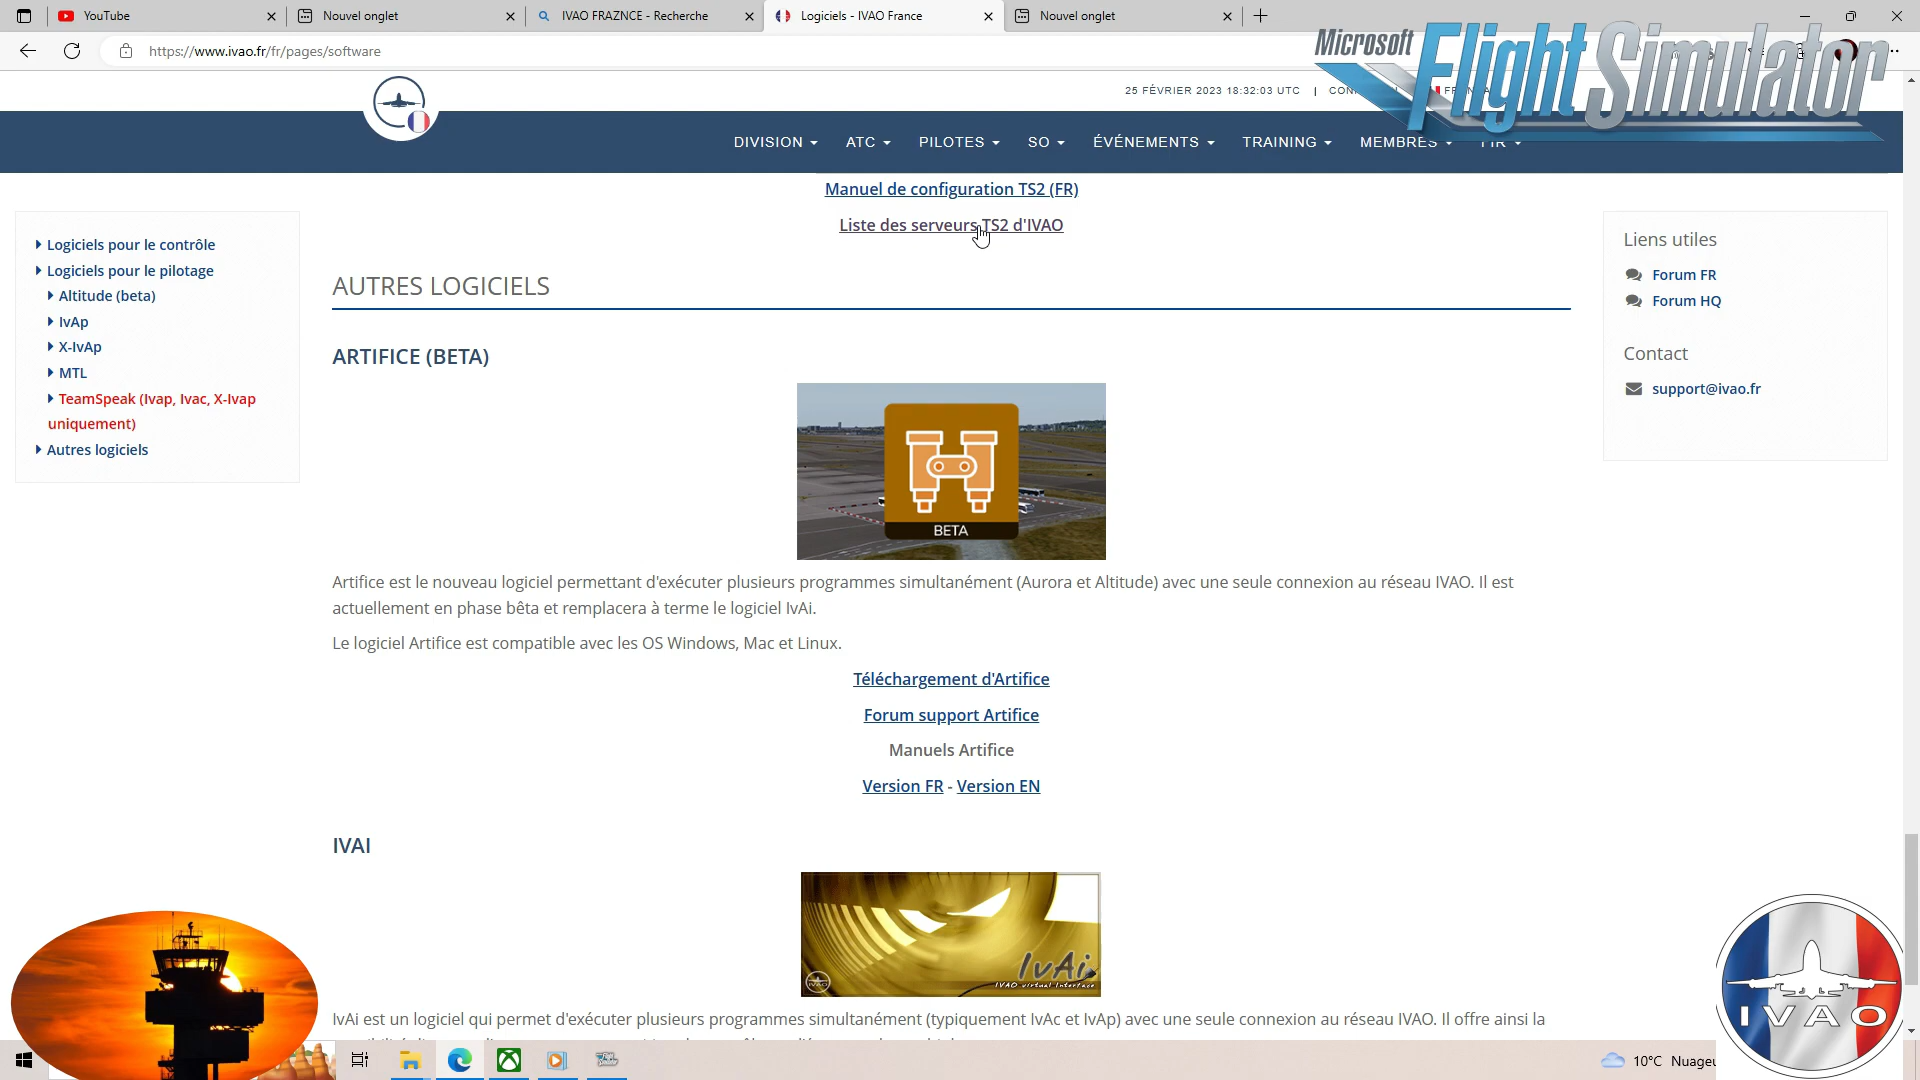 YouTube
Nouvel onglet
IVAO FRAZNCE - Recherche
Logiciels - IVAO France
Nouvel onglet
https://www.ivao.fr/fr/pages/software
Microsoft
Flight Simulator
25 FÉVRIER 2023 18:32:03 UTC |
DIVISION
ATC
PILOTES
SO
ÉVÉNEMENTS
TRAINING
MEMBRES
FIR
Manuel de configuration TS2 (FR)
Liste des serveurs TS2 d'IVAO
Logiciels pour le contrôle
Logiciels pour le pilotage
Altitude (beta)
IvAp
X-IvAp
MTL
TeamSpeak (Ivap, Ivac, X-Ivap
uniquement)
Autres logiciels
Liens utiles
Forum FR
Forum HQ
Contact
support@ivao.fr
AUTRES LOGICIELS
ARTIFICE (BETA)
BETA
Artifice est le nouveau logiciel permettant d'exécuter plusieurs programmes simultanément (Aurora et Altitude) avec une seule connexion au réseau IVAO. Il est
actuellement en phase bêta et remplacera à terme le logiciel IvAi.
Le logiciel Artifice est compatible avec les OS Windows, Mac et Linux.
Téléchargement d'Artifice
Forum support Artifice
Manuels Artifice
Version FR - Version EN
IVAI
IvAi
IVAO virtual Interface
IvAi est un logiciel qui permet d'exécuter plusieurs programmes simultanément (typiquement IvAc et IvAp) avec une seule connexion au réseau IVAO. Il offre ainsi la
IVAO
10°C Nuageu